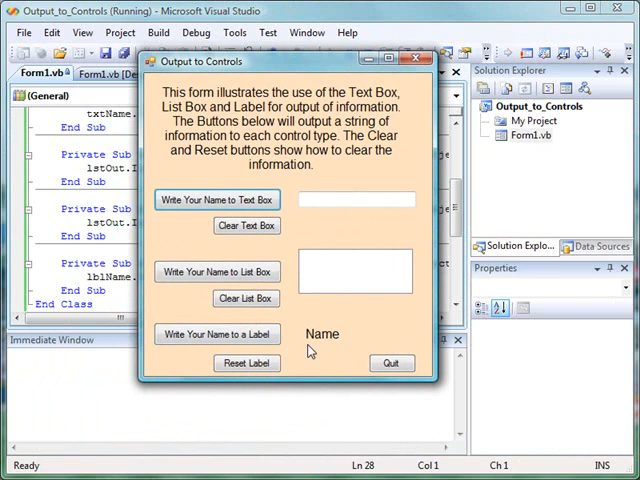 Output_to_Controls (Running) - Microsoft Visual Studio
File Edit View Project Build Debug Data Tools Test Window Help
Form1.vb Form1.vb [De
(General)
txtName.
End Sub
Private Sub
lstOut.I
End Sub
Private Sub
lstOut.I
End Sub
Private Sub
lblName.
End Sub
End Class
Output to Controls
This form illustrates the use of the Text Box,
List Box and Label for output of information.
The Buttons below will output a string of
information to each control type. The Clear
and Reset buttons show how to clear the
information.
Write Your Name to Text Box
Clear Text Box
Write Your Name to List Box
Clear List Box
Write Your Name to a Label
Name
Reset Label
Quit
Solution Explorer
Output_to_Controls
My Project
Form1.vb
Solution Explo... Data Sources
Properties
Immediate Window
Ready Ln 28 Col 1 Ch 1 INS